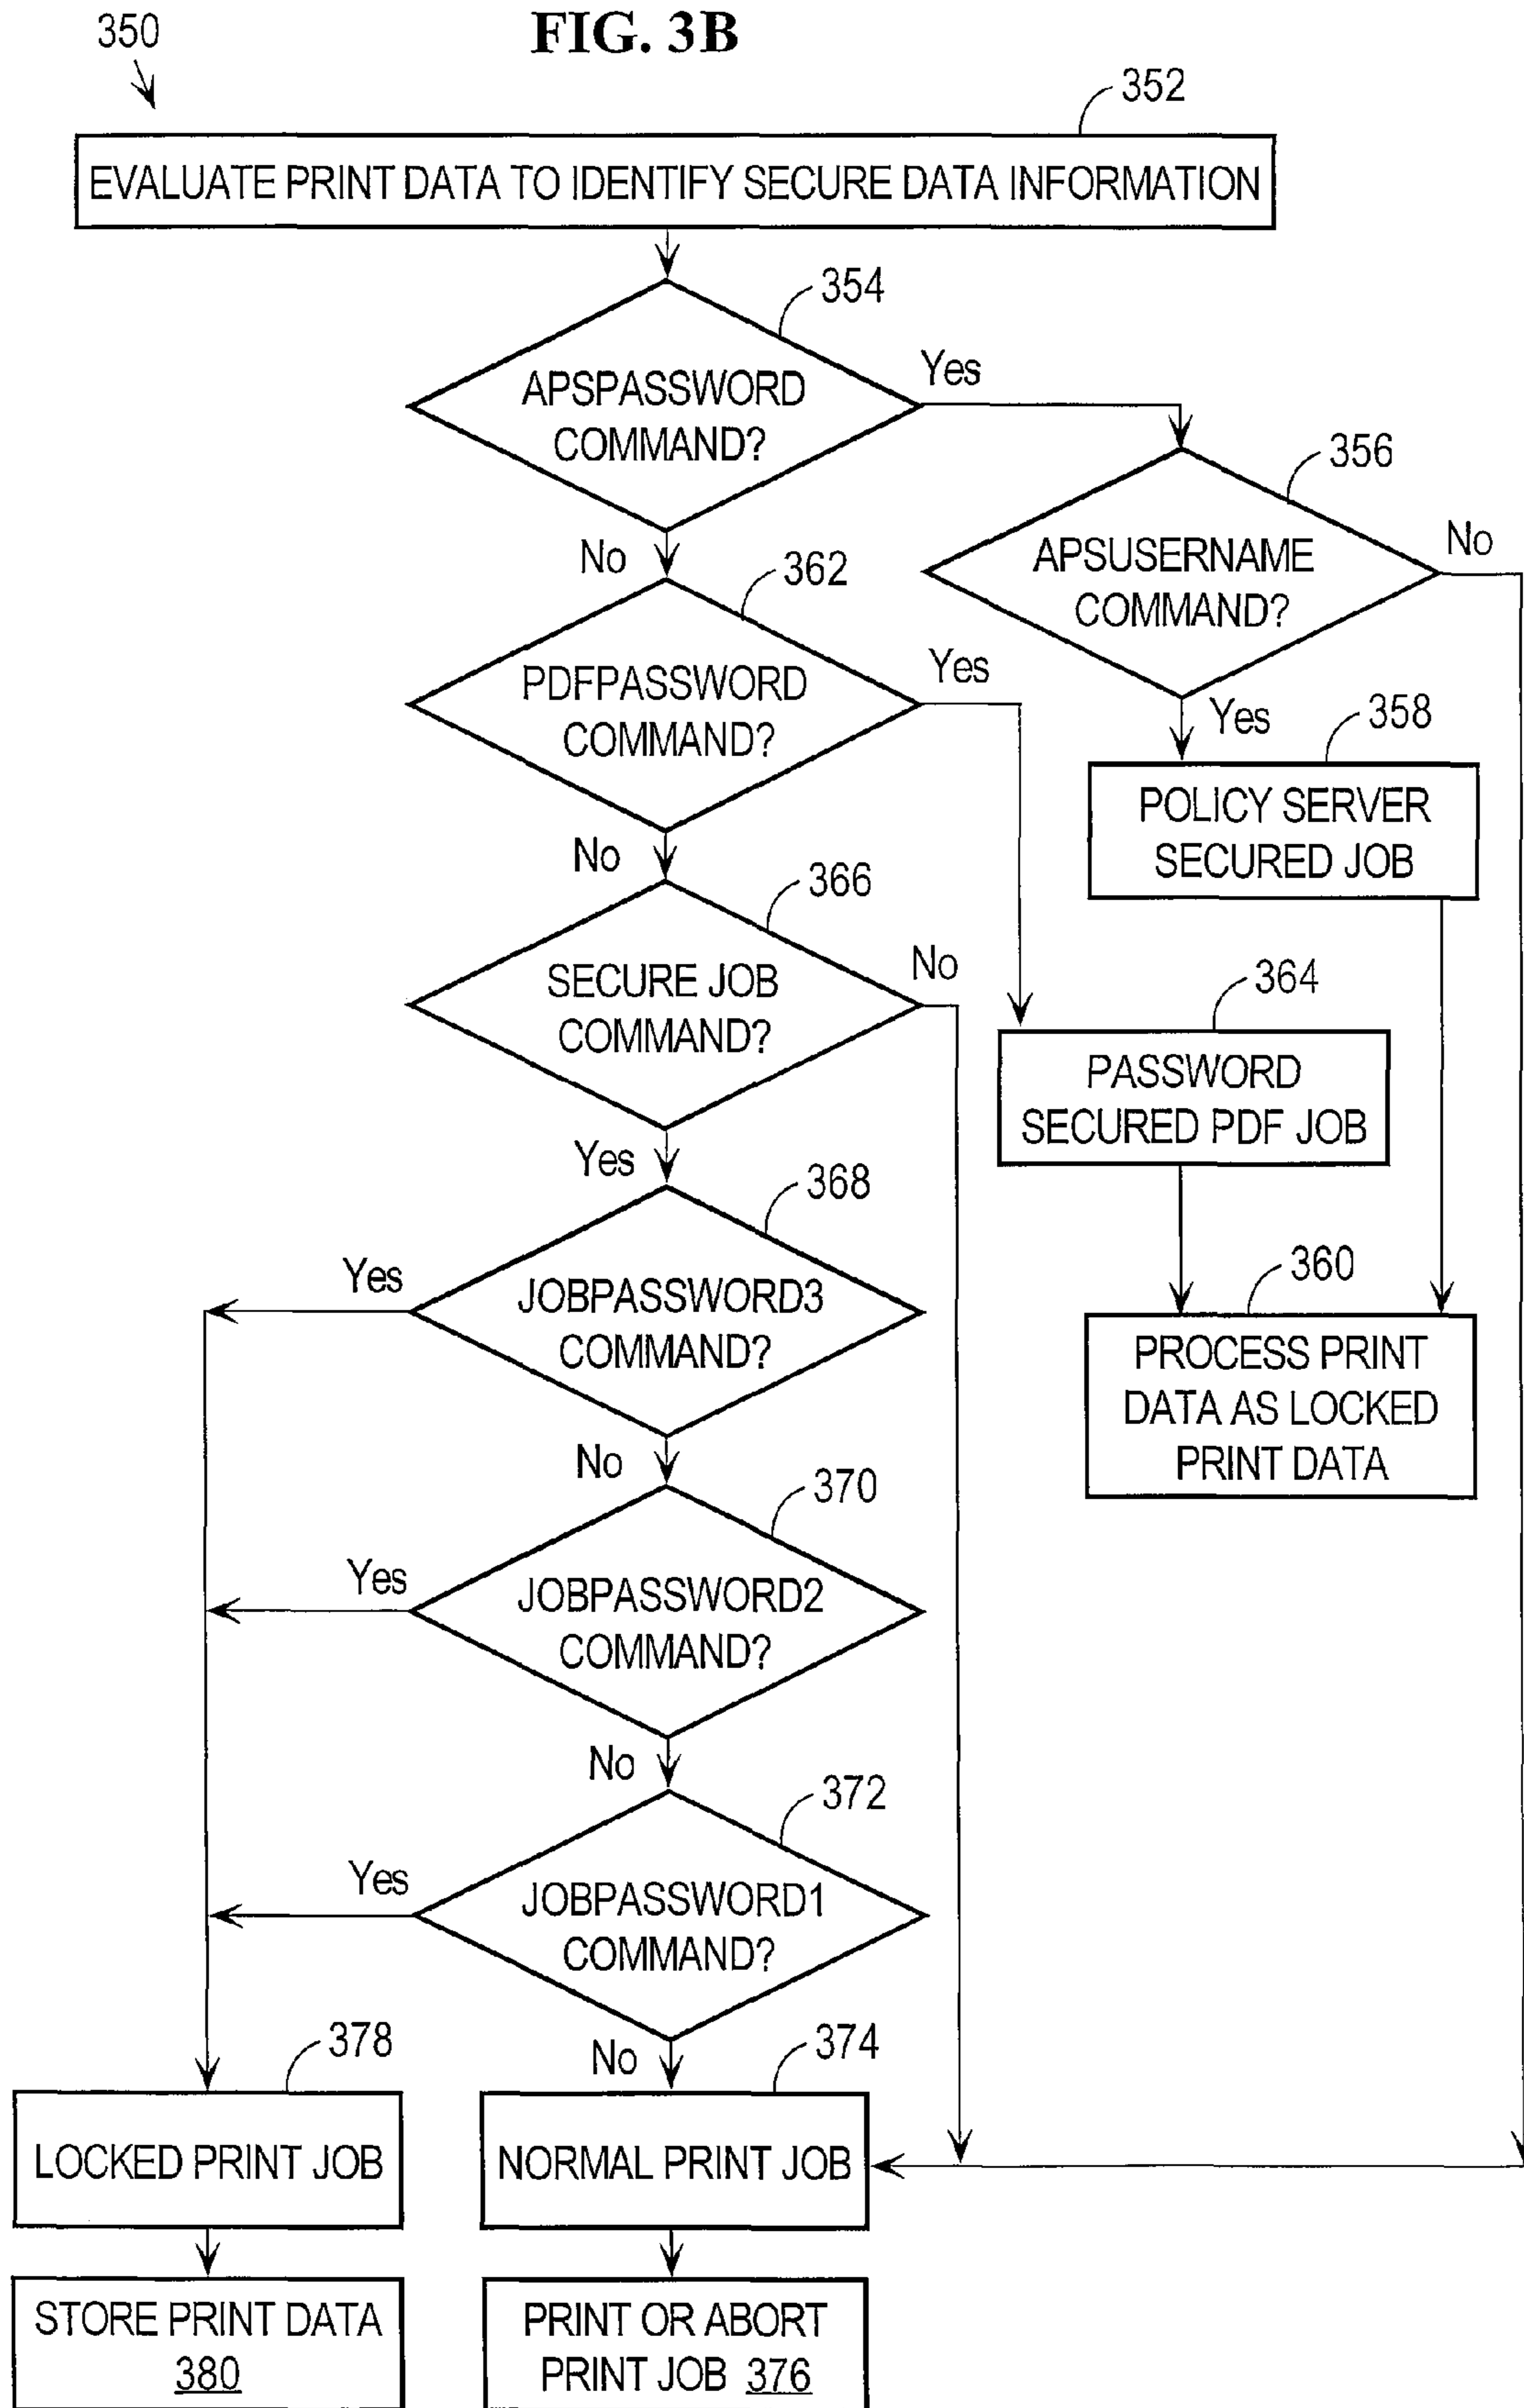 FIG. 3B
350
352
EVALUATE PRINT DATA TO IDENTIFY SECURE DATA INFORMATION
354
APSPASSWORD
COMMAND?
Yes
No
356
APSUSERNAME
COMMAND?
No
Yes
358
POLICY SERVER
SECURED JOB
362
PDFPASSWORD
COMMAND?
Yes
No
364
PASSWORD
SECURED PDF JOB
360
PROCESS PRINT
DATA AS LOCKED
PRINT DATA
366
SECURE JOB
COMMAND?
No
Yes
368
JOBPASSWORD3
COMMAND?
Yes
No
370
JOBPASSWORD2
COMMAND?
Yes
No
372
JOBPASSWORD1
COMMAND?
Yes
No
378
LOCKED PRINT JOB
374
NORMAL PRINT JOB
STORE PRINT DATA
380
PRINT OR ABORT
PRINT JOB 376